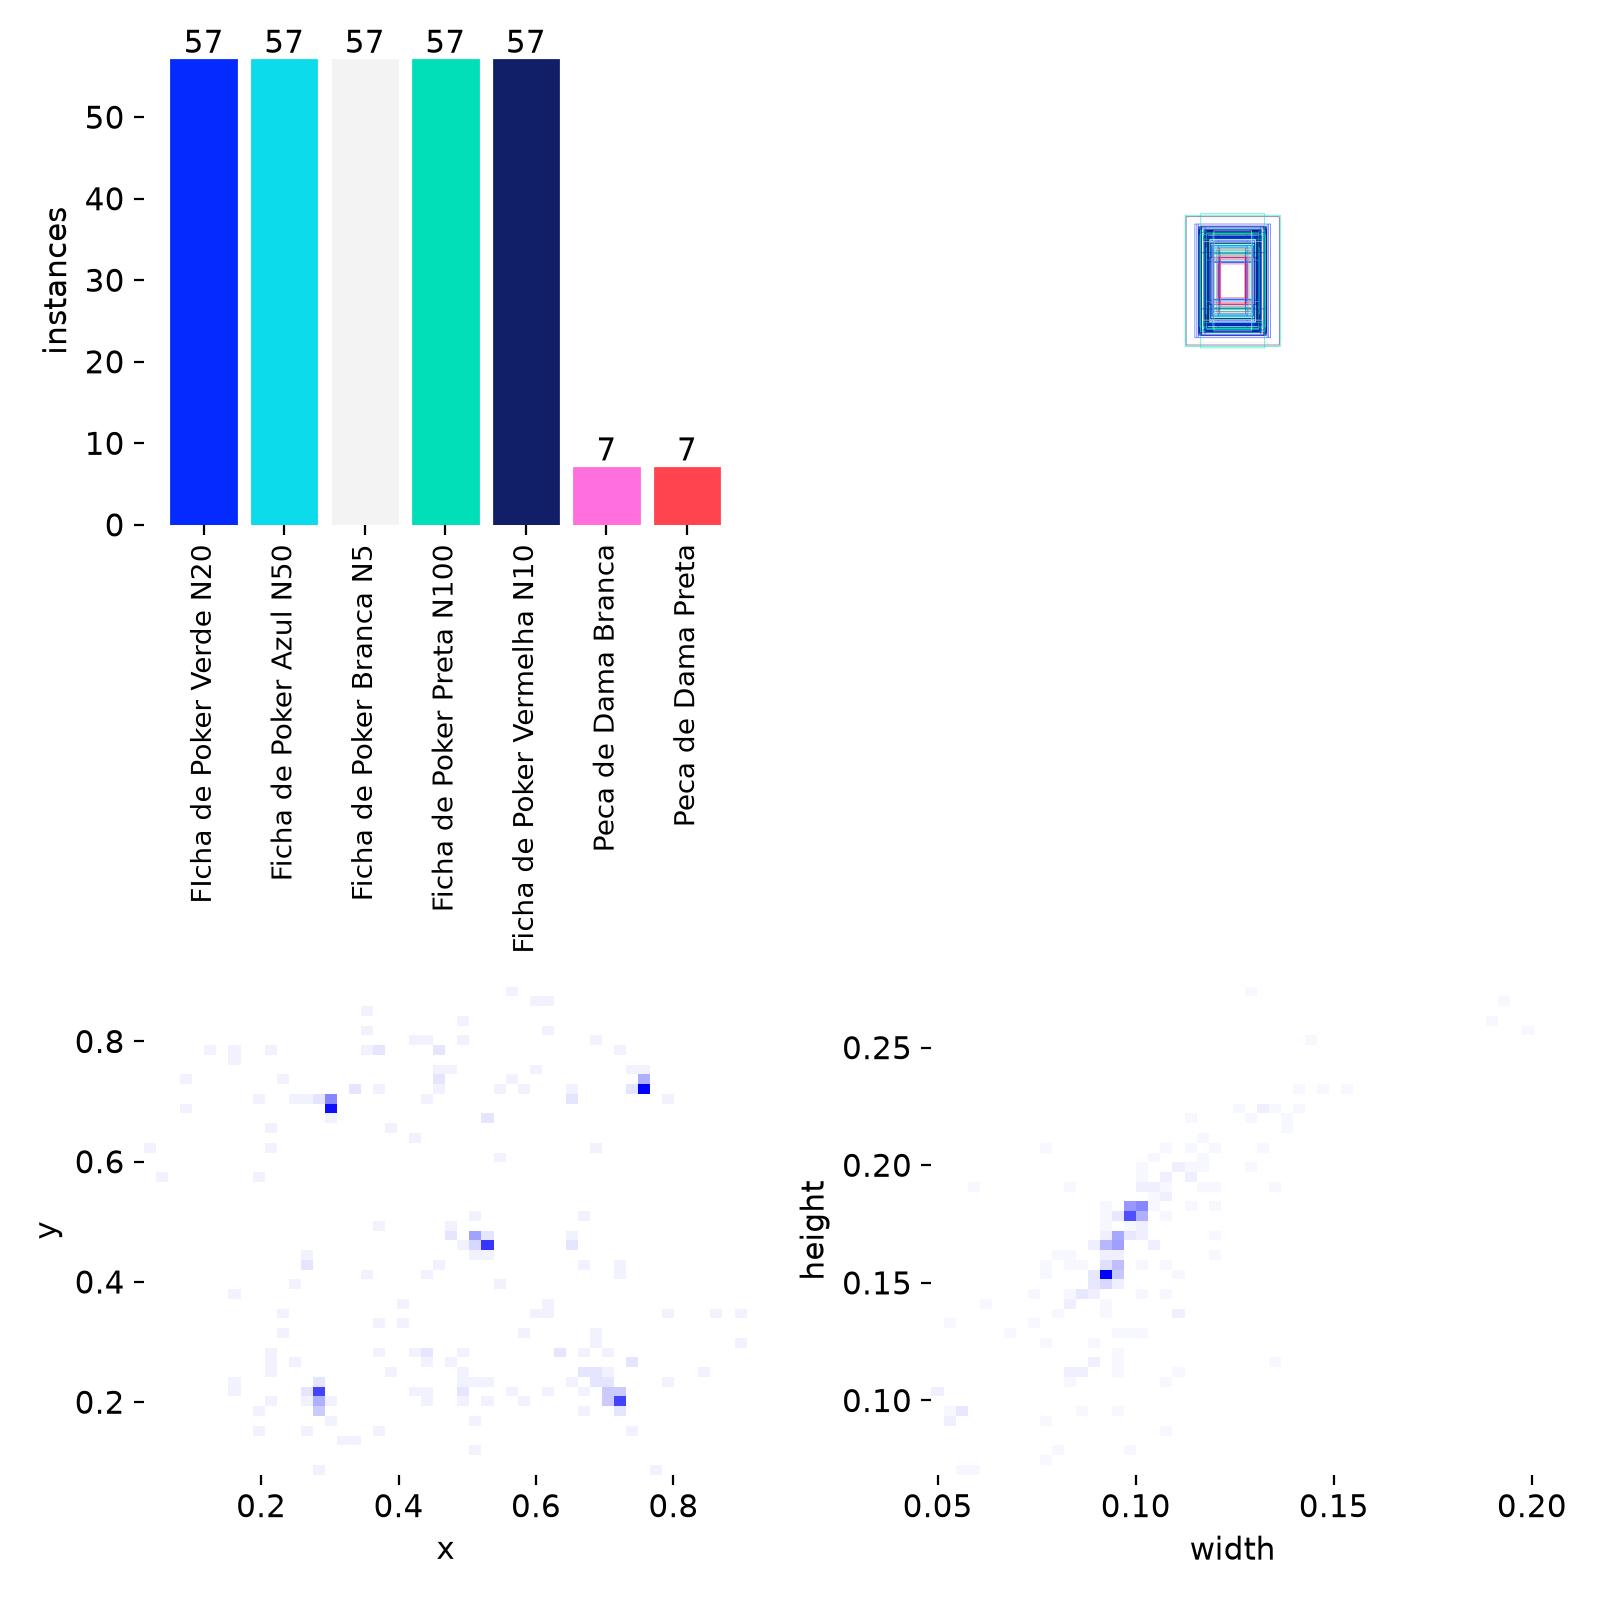 57 57 57 57 57
50
40
30
20
10
0
instances
7 7
FIcha de Poker Verde N20
Ficha de Poker Azul N50
Ficha de Poker Branca N5
Ficha de Poker Preta N100
Ficha de Poker Vermelha N10
Peca de Dama Branca
Peca de Dama Preta
0.8
0.6
0.4
0.2
y
0.2 0.4 0.6 0.8
x
0.25
0.20
0.15
0.10
height
0.05 0.10 0.15 0.20
width